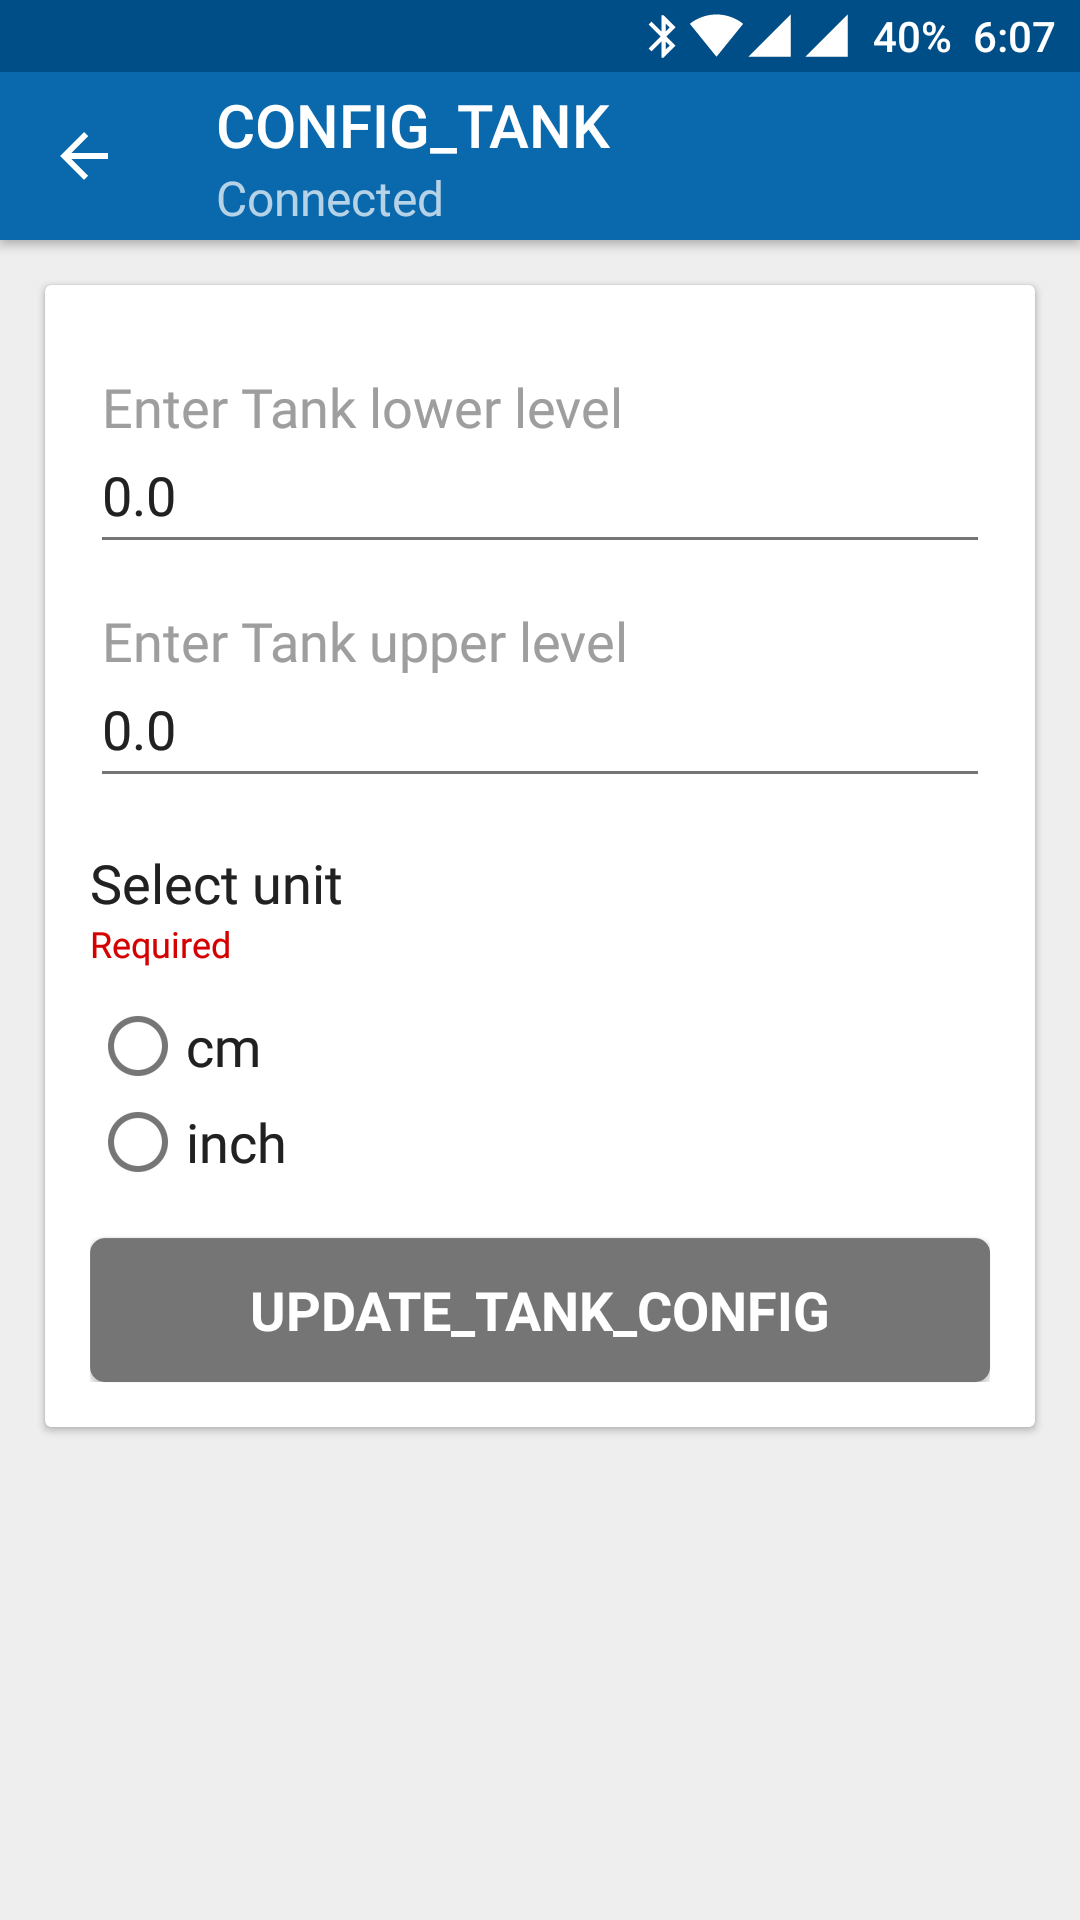 40% 6:07
CONFIG_TANK
Connected
Enter Tank lower level
0.0
Enter Tank upper level
0.0
Select unit
Required
cm
inch
UPDATE_TANK_CONFIG